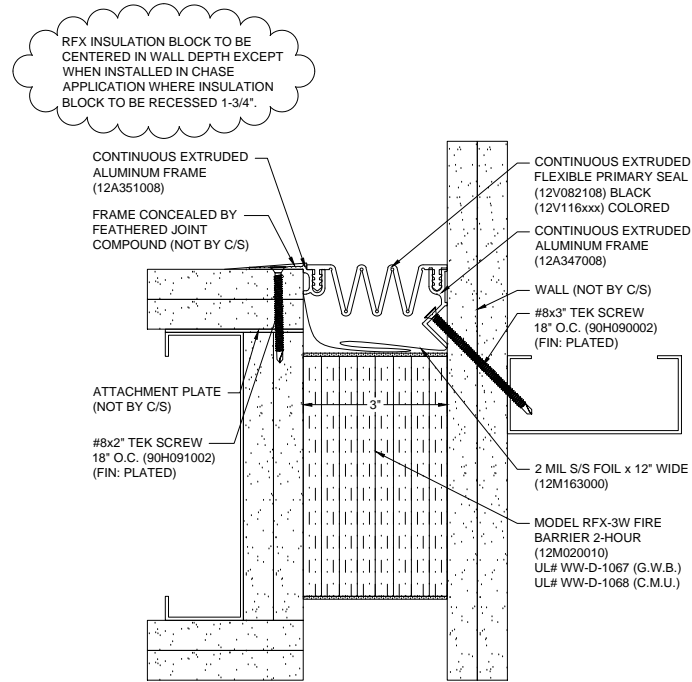 RFX INSULATION BLOCK TO BE
CENTERED IN WALL DEPTH EXCEPT
WHEN INSTALLED IN CHASE
APPLICATION WHERE INSULATION
BLOCK TO BE RECESSED 1-3/4".
CONTINUOUS EXTRUDED
ALUMINUM FRAME
(12A351008)
FRAME CONCEALED BY
FEATHERED JOINT
COMPOUND (NOT BY C/S)
ATTACHMENT PLATE
(NOT BY C/S)
#8x2" TEK SCREW
18" O.C. (90H091002)
(FIN: PLATED)
3"
CONTINUOUS EXTRUDED
FLEXIBLE PRIMARY SEAL
(12V082108) BLACK
(12V116xxx) COLORED
CONTINUOUS EXTRUDED
ALUMINUM FRAME
(12A347008)
WALL (NOT BY C/S)
#8x3" TEK SCREW
18" O.C. (90H090002)
(FIN: PLATED)
2 MIL S/S FOIL x 12" WIDE
(12M163000)
MODEL RFX-3W FIRE
BARRIER 2-HOUR
(12M020010)
UL# WW-D-1067 (G.W.B.)
UL# WW-D-1068 (C.M.U.)